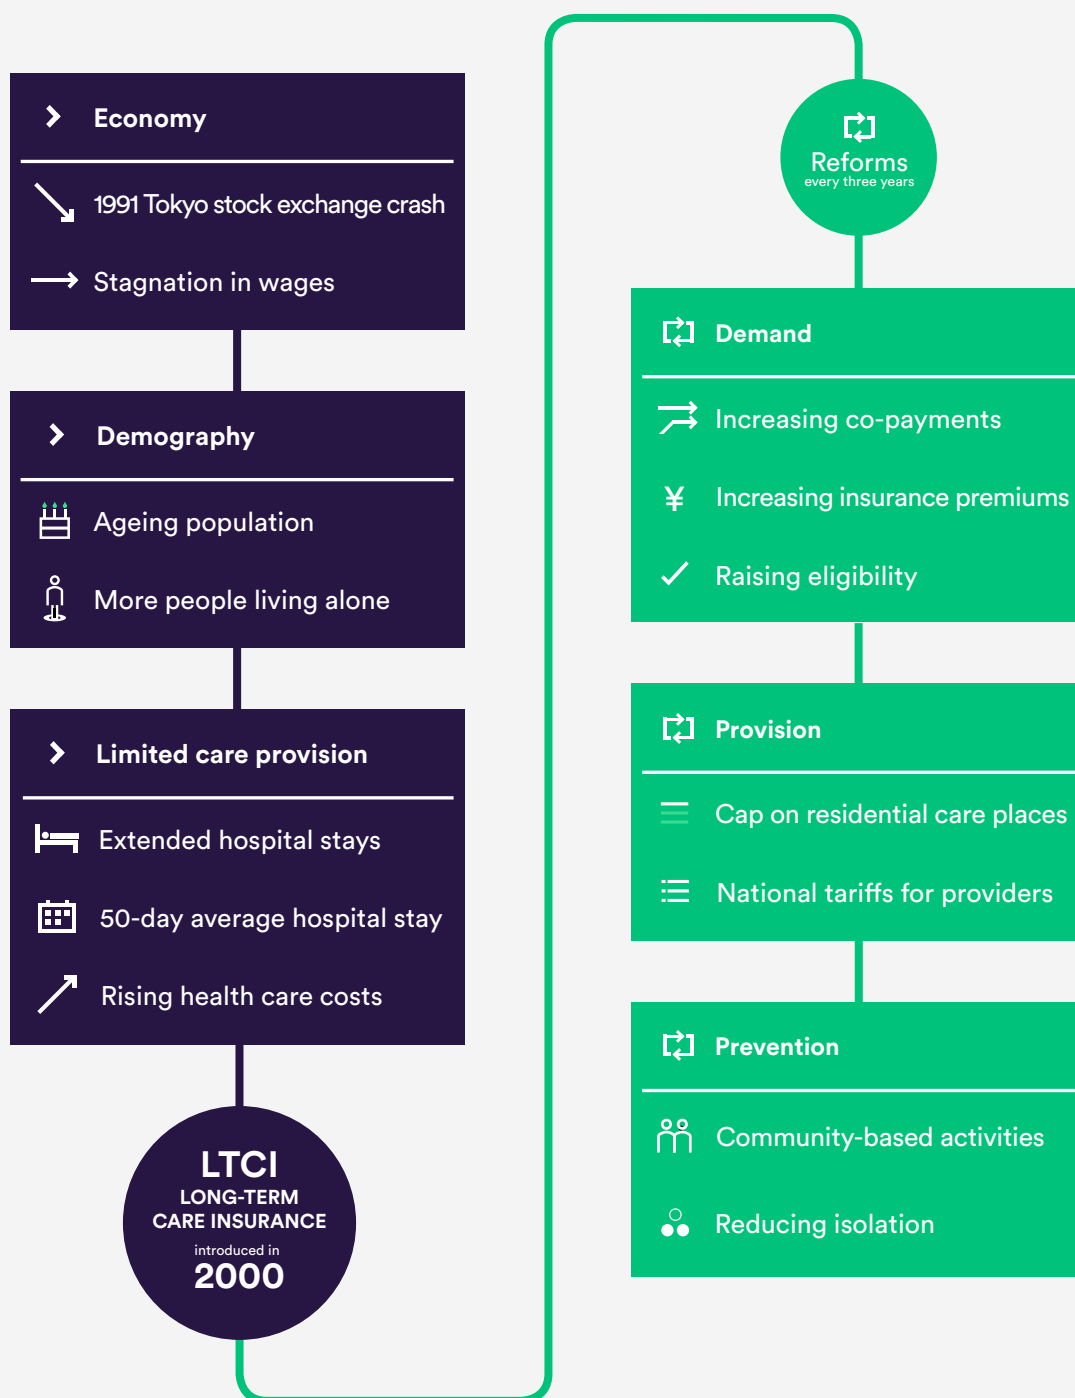 Economy
1991 Tokyo stock exchange crash
Stagnation in wages
Demography
Ageing population
More people living alone
Limited care provision
Extended hospital stays
50-day average hospital stay
Rising health care costs
LTCI
LONG-TERM
CARE INSURANCE
introduced in
2000
Reforms
every three years
Demand
Increasing co-payments
¥ Increasing insurance premiums
Raising eligibility
Provision
Cap on residential care places
National tariffs for providers
Prevention
Community-based activities
Reducing isolation